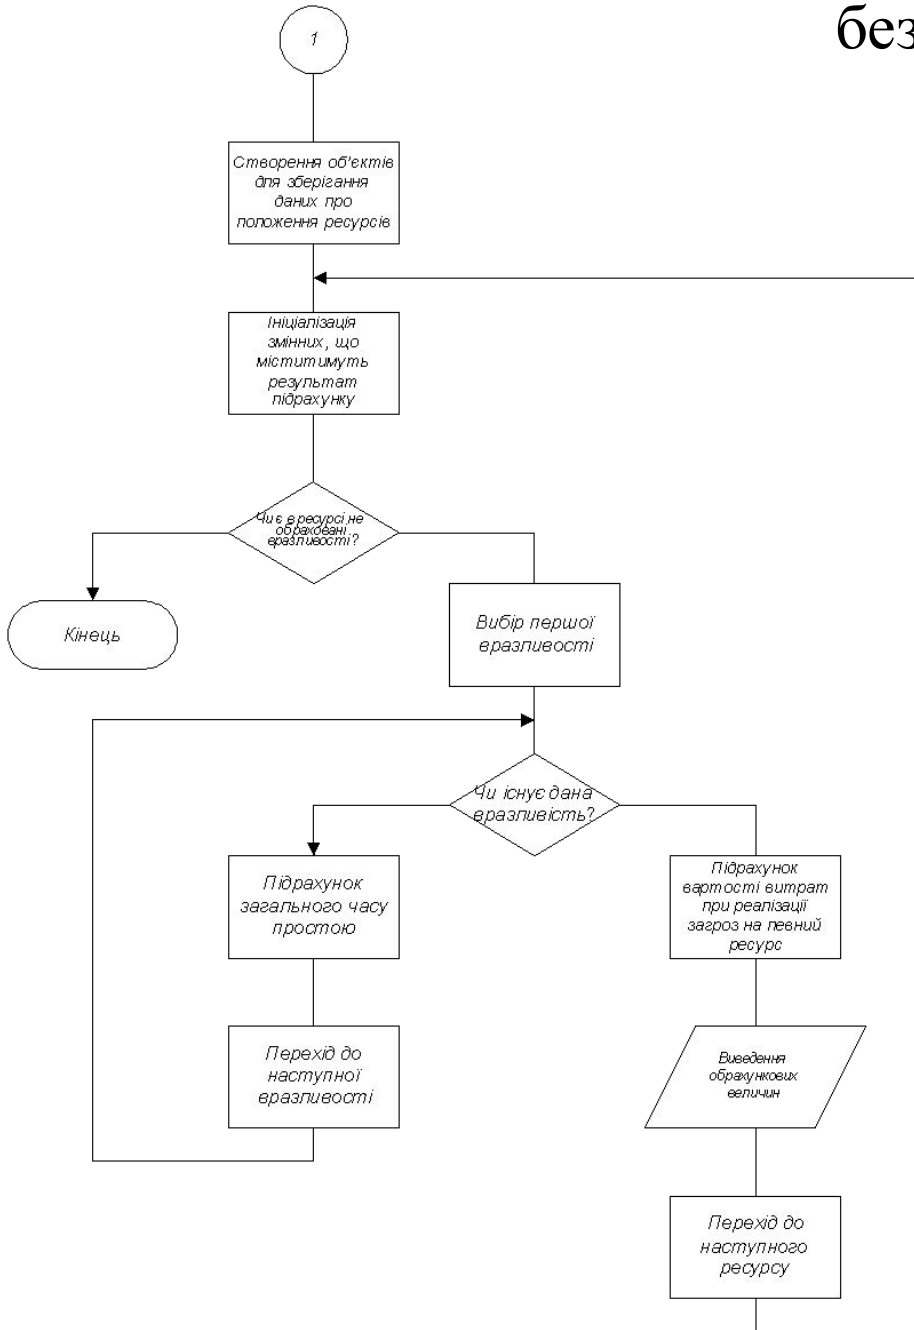 без
1
Створення об'єктів
для зберігання
даних про
положення ресурсів
Ініціалізація
змінних, що
міститимуть
результат
підрахунку
Чи є в ресурсі не
обраховані
вразливості?
Кінець
Вибір першої
вразливості
Чи існує дана
вразливість?
Підрахунок
загального часу
простою
Підрахунок
вартості витрат
при реалізації
загроз на певний
ресурс
Перехід до
наступної
вразливості
Виведення
обрахункових
величин
Перехід до
наступного
ресурсу